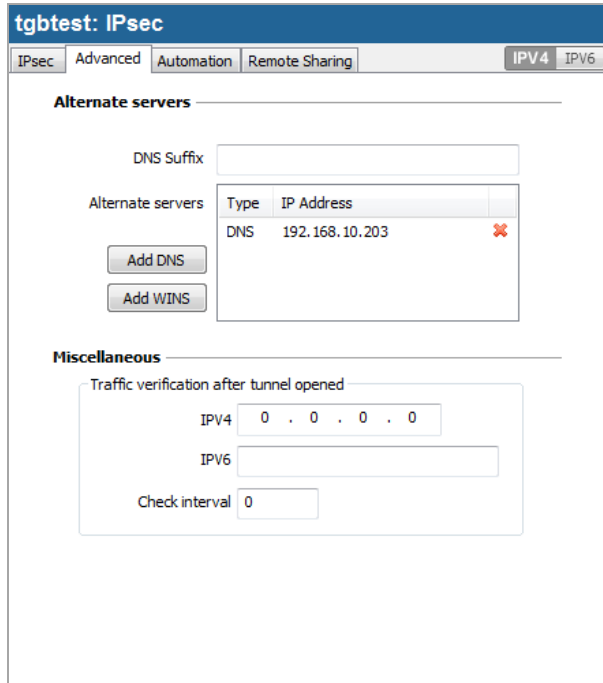 tgbtest: IPsec
IPsec Advanced Automation Remote Sharing IPV4 IPV6
Alternate servers
DNS Suffix
Alternate servers Type IP Address
DNS 192.168.10.203
Add DNS
Add WINS
Miscellaneous
Traffic verification after tunnel opened
IPV4 0 . 0 . 0 . 0
IPV6
Check interval 0